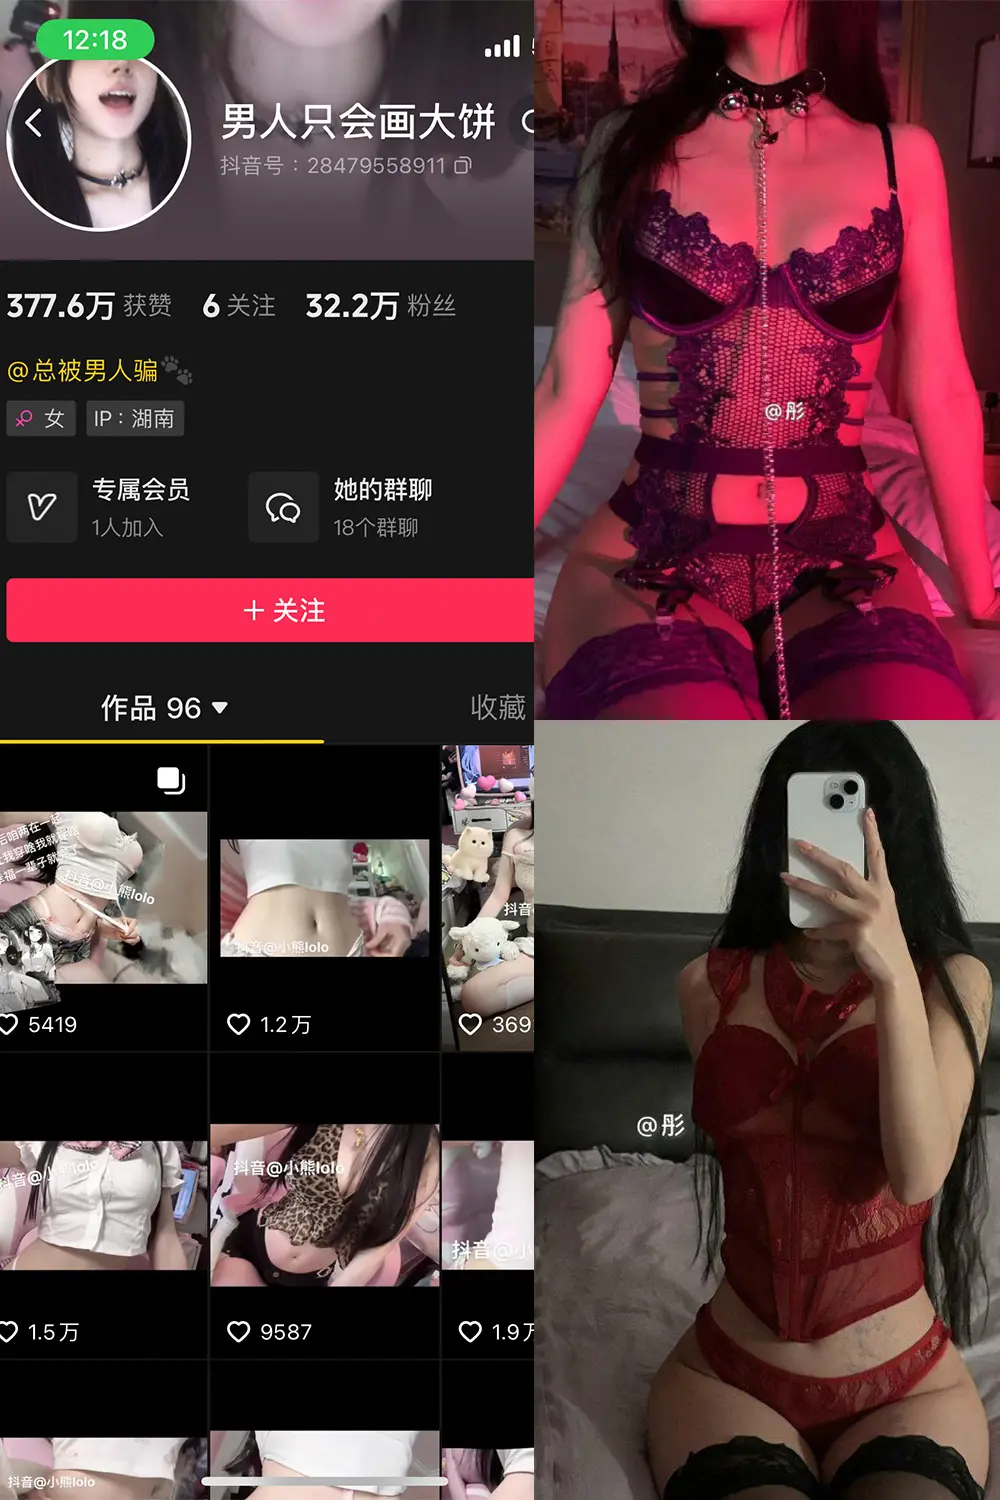 12:18
男人只会画大饼
抖音号：28479558911
377.6万 获赞 6 关注 32.2万 粉丝
@总被男人骗
女 IP：湖南
专属会员
1人加入
她的群聊
18个群聊
+ 关注
作品 96
收藏
抖音@小熊lolo
抖音@小熊lolo
抖音@
5419
1.2万
369
抖音@小熊lolo
抖音@小熊lolo
抖音@小
1.5万
9587
1.9万
抖音@小熊lolo
@彤
@彤